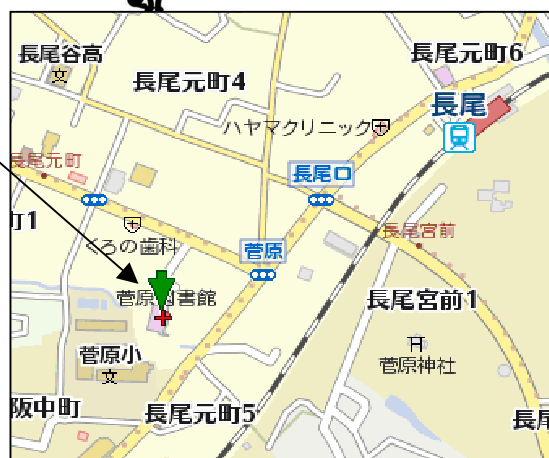 長尾谷高
長尾元町6
長尾元町4
長尾
ハヤマクリニック
長尾元町
長尾口
町1
長尾宮前
くろの歯科
菅原
菅原図書館
長尾宮前1
菅原小
菅原神社
阪中町
長尾元町5
長尾